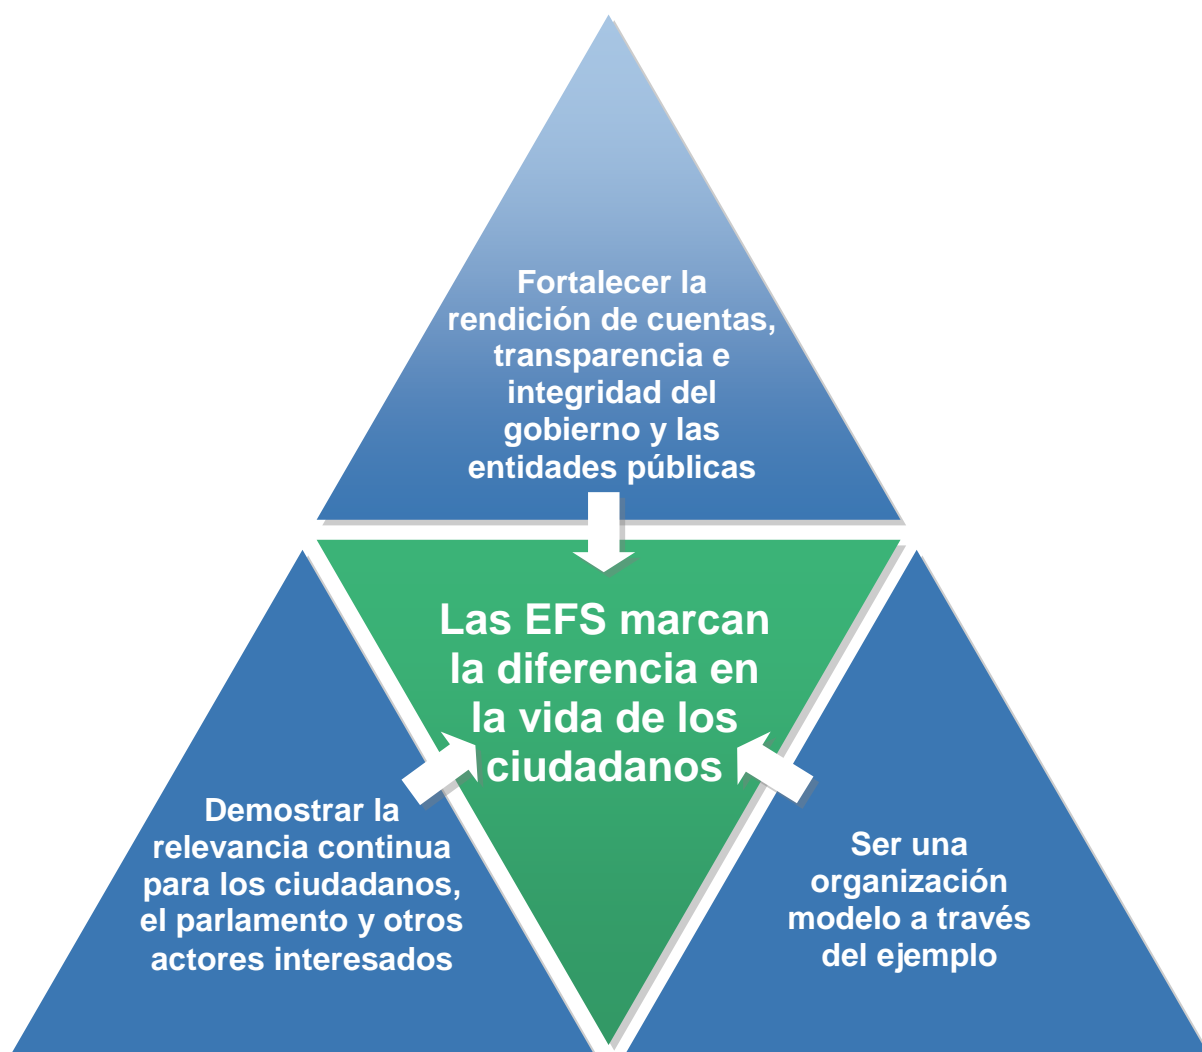 Fortalecer la
rendición de cuentas,
transparencia e
integridad del
gobierno y las
entidades públicas
Las EFS marcan
la diferencia en
la vida de los
ciudadanos
Demostrar la
relevancia continua
para los ciudadanos,
el parlamento y otros
actores interesados
Ser una
organización
modelo a través
del ejemplo